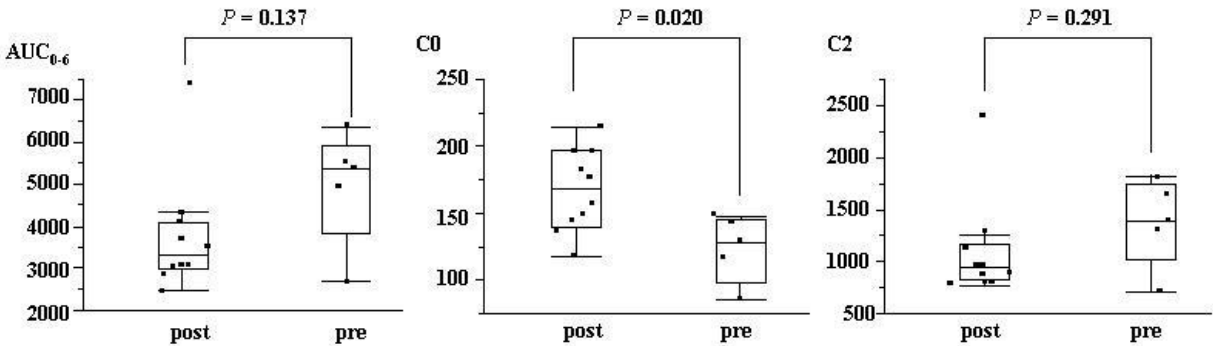 P = 0.137
AUC0-6
7000
6000
5000
4000
3000
2000
post
pre
P = 0.020
C0
250
200
150
100
post
pre
P = 0.291
C2
2500
2000
1500
1000
500
post
pre